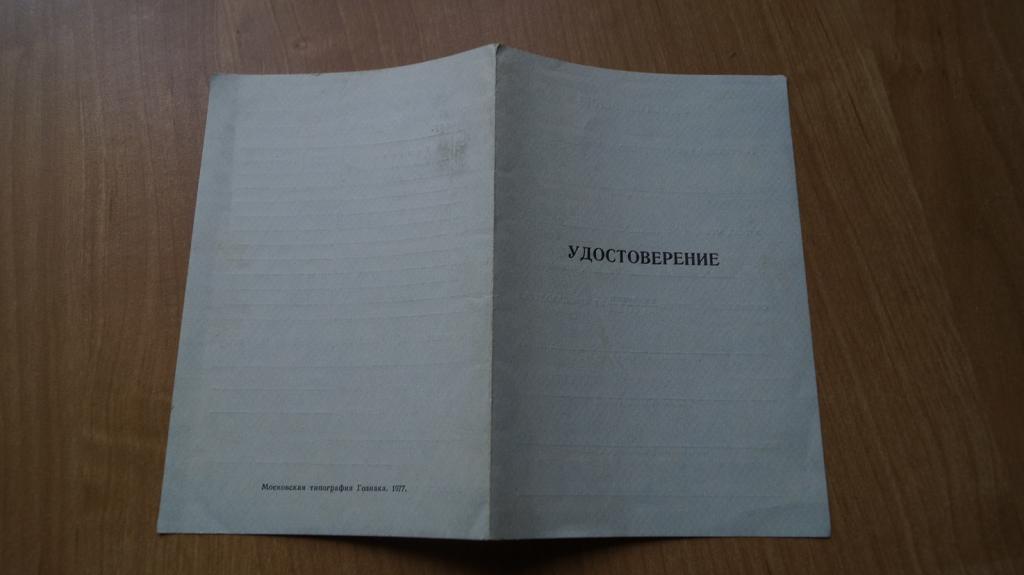 УДОСТОВЕРЕНИЕ
Московская типография Гознака. 1977.